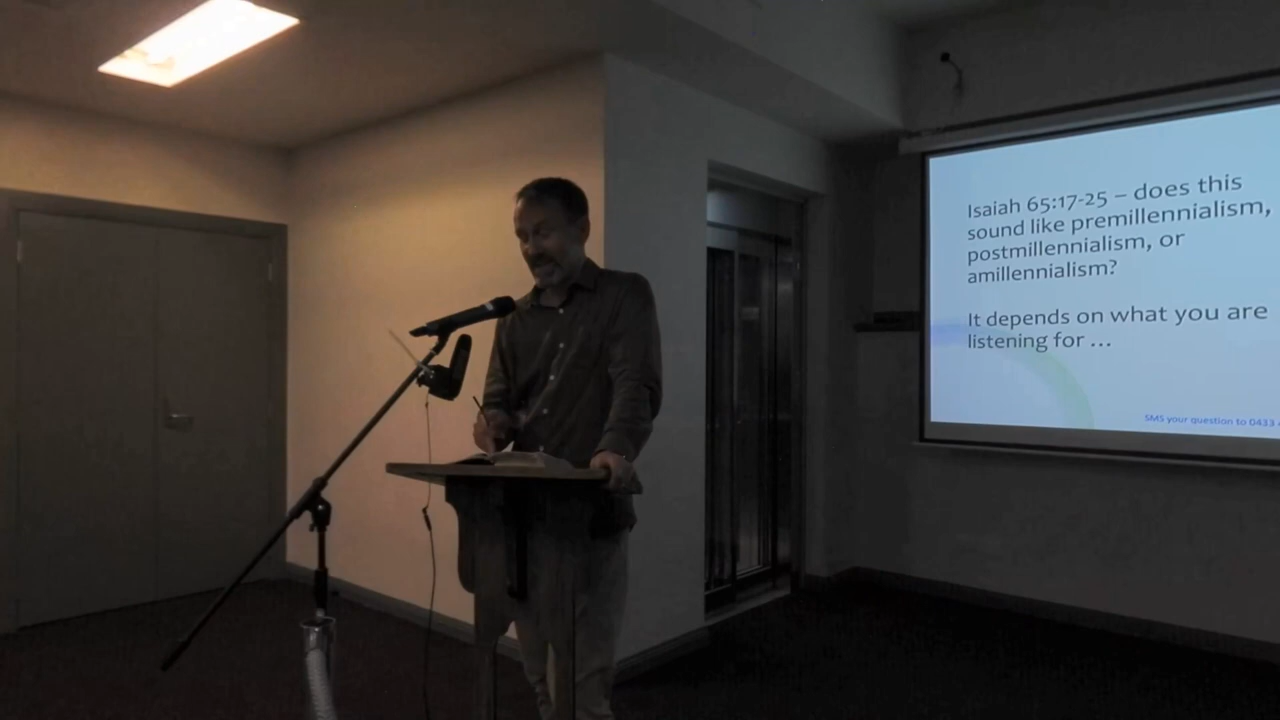 Isaiah 65:17-25 – does this
sound like premillennialism,
postmillennialism, or
amillennialism?
It depends on what you are
listening for ...
SMS your question to 0433